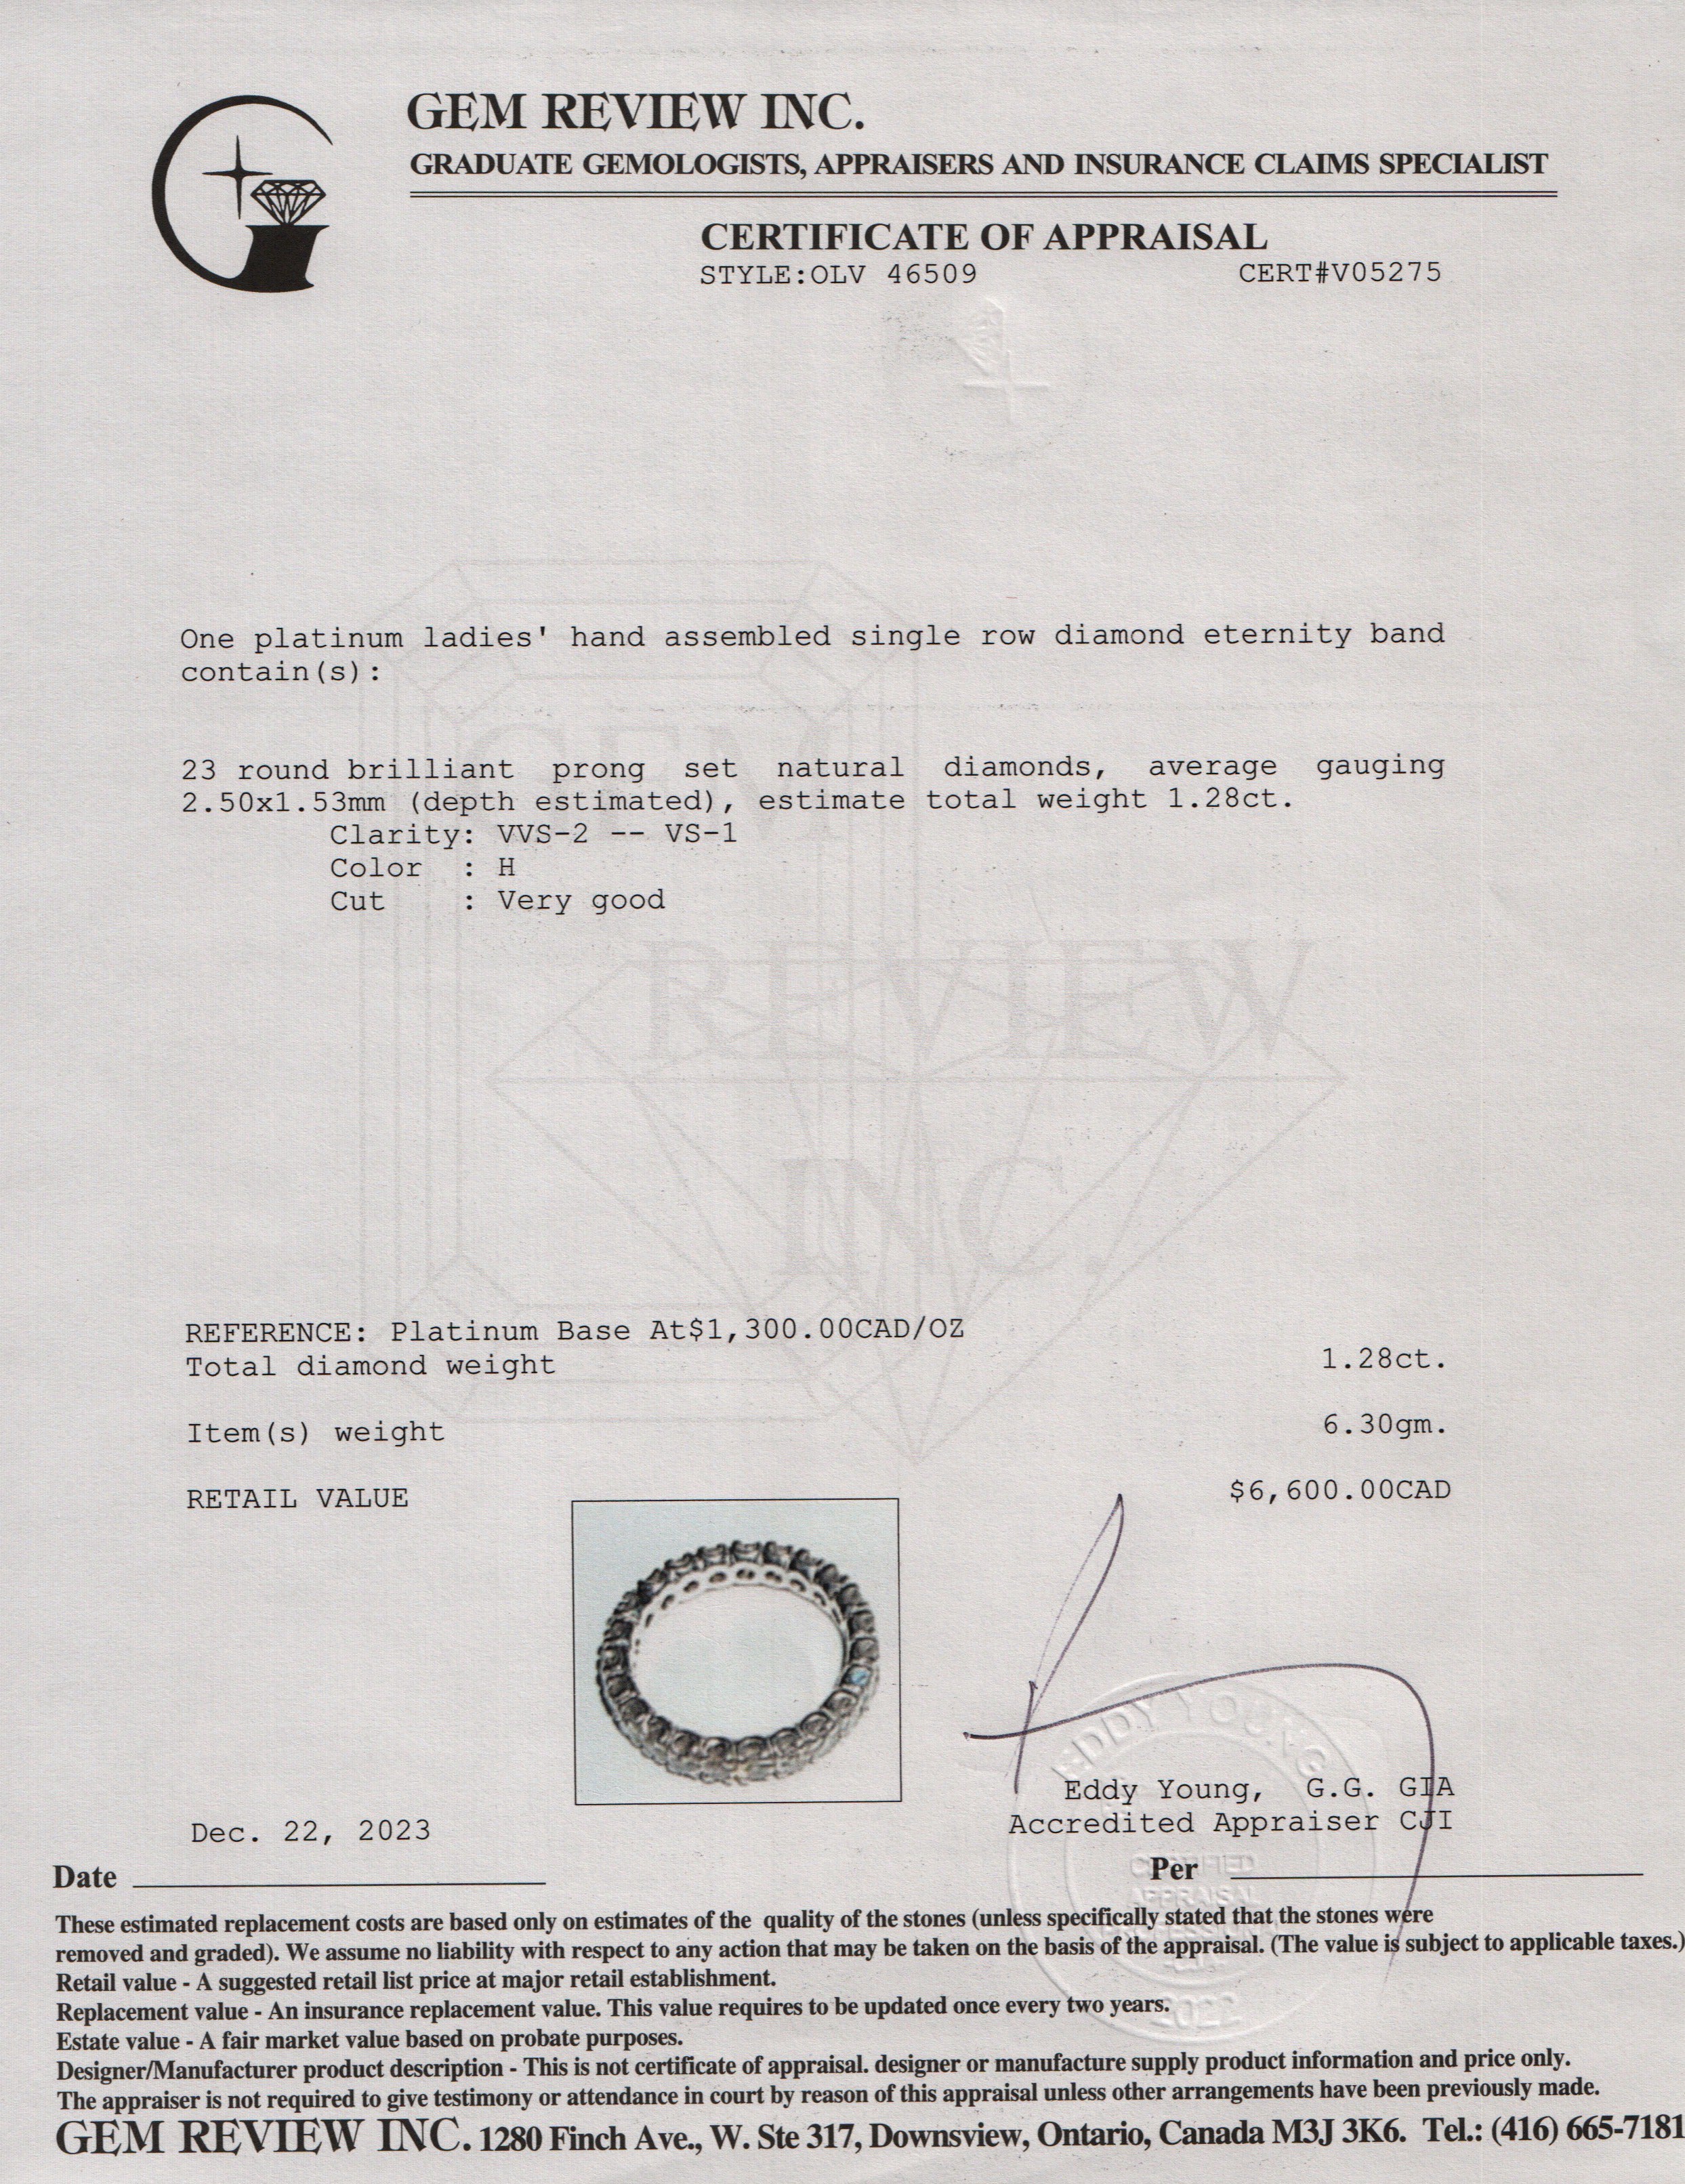 GEM REVIEW INC.
GRADUATE GEMOLOGISTS, APPRAISERS AND INSURANCE CLAIMS SPECIALIST
CERTIFICATE OF APPRAISAL
STYLE:OLV 46509 CERT#V05275
One platinum ladies' hand assembled single row diamond eternity band
contain(s):
GEM
23 round brilliant prong set natural diamonds, average gauging
2.50x1.53mm (depth estimated), estimate total weight 1.28ct.
Clarity: VVS-2 -- VS-1
Color : H
Cut : Very good
REVIEW
INC.
REFERENCE: Platinum Base At$1,300.00CAD/OZ
Total diamond weight 1.28ct.
Item(s) weight 6.30gm.
RETAIL VALUE $6,600.00CAD
EDDY YOUNG
Eddy Young, G.G. GIA
Accredited Appraiser CJI
Dec. 22, 2023
Date
Per
CERTIFIED
APPRAISAL
PROFESSIONAL
2022
These estimated replacement costs are based only on estimates of the quality of the stones (unless specifically stated that the stones were
removed and graded). We assume no liability with respect to any action that may be taken on the basis of the appraisal. (The value is subject to applicable taxes.)
Retail value - A suggested retail list price at major retail establishment.
Replacement value - An insurance replacement value. This value requires to be updated once every two years.
Estate value - A fair market value based on probate purposes.
Designer/Manufacturer product description - This is not certificate of appraisal. designer or manufacture supply product information and price only.
The appraiser is not required to give testimony or attendance in court by reason of this appraisal unless other arrangements have been previously made.
GEM REVIEW INC. 1280 Finch Ave., W. Ste 317, Downsview, Ontario, Canada M3J 3K6. Tel.: (416) 665-7181